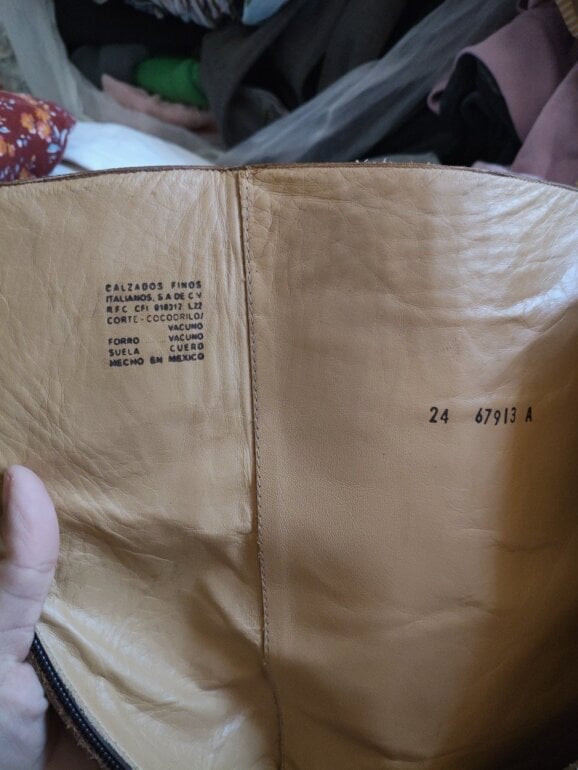 CALZADOS FINOS
ITALIANOS, S.A DE C.V
RFC CFI 810312 L22
CORTE - COCODRILO/
VACUNO
FORRO VACUNO
SUELA CUERO
HECHO EN MEXICO
24 67913 A